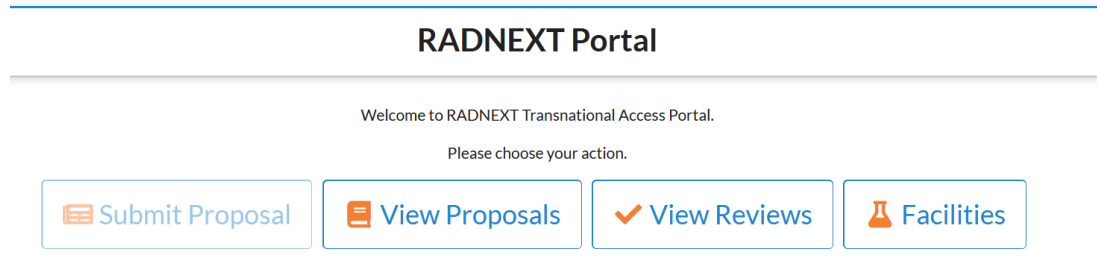 RADNEXT Portal
Welcome to RADNEXT Transnational Access Portal.
Please choose your action.
Submit Proposal View Proposals View Reviews Facilities